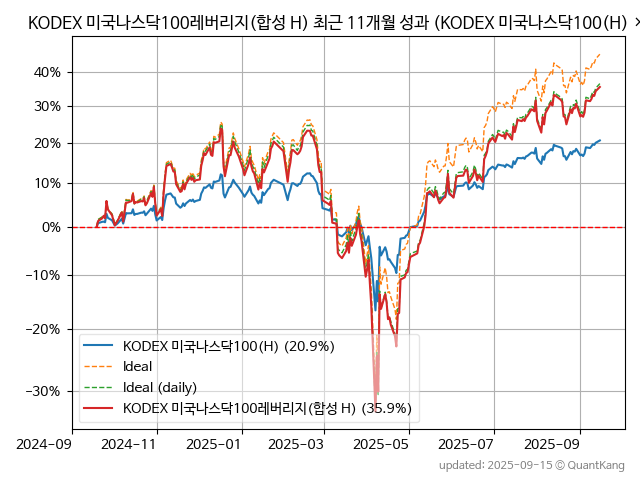 KODEX 미국나스닥100레버리지(합성 H) 최근 11개월 성과 (KODEX 미국나스닥100(H)
40%
30%
20%
10%
0%
−10%
−20%
−30%
KODEX 미국나스닥100(H) (20.9%)
Ideal
Ideal (daily)
KODEX 미국나스닥100레버리지(합성 H) (35.9%)
2024-09 2024-11 2025-01 2025-03 2025-05 2025-07 2025-09
updated: 2025-09-15 © QuantKang